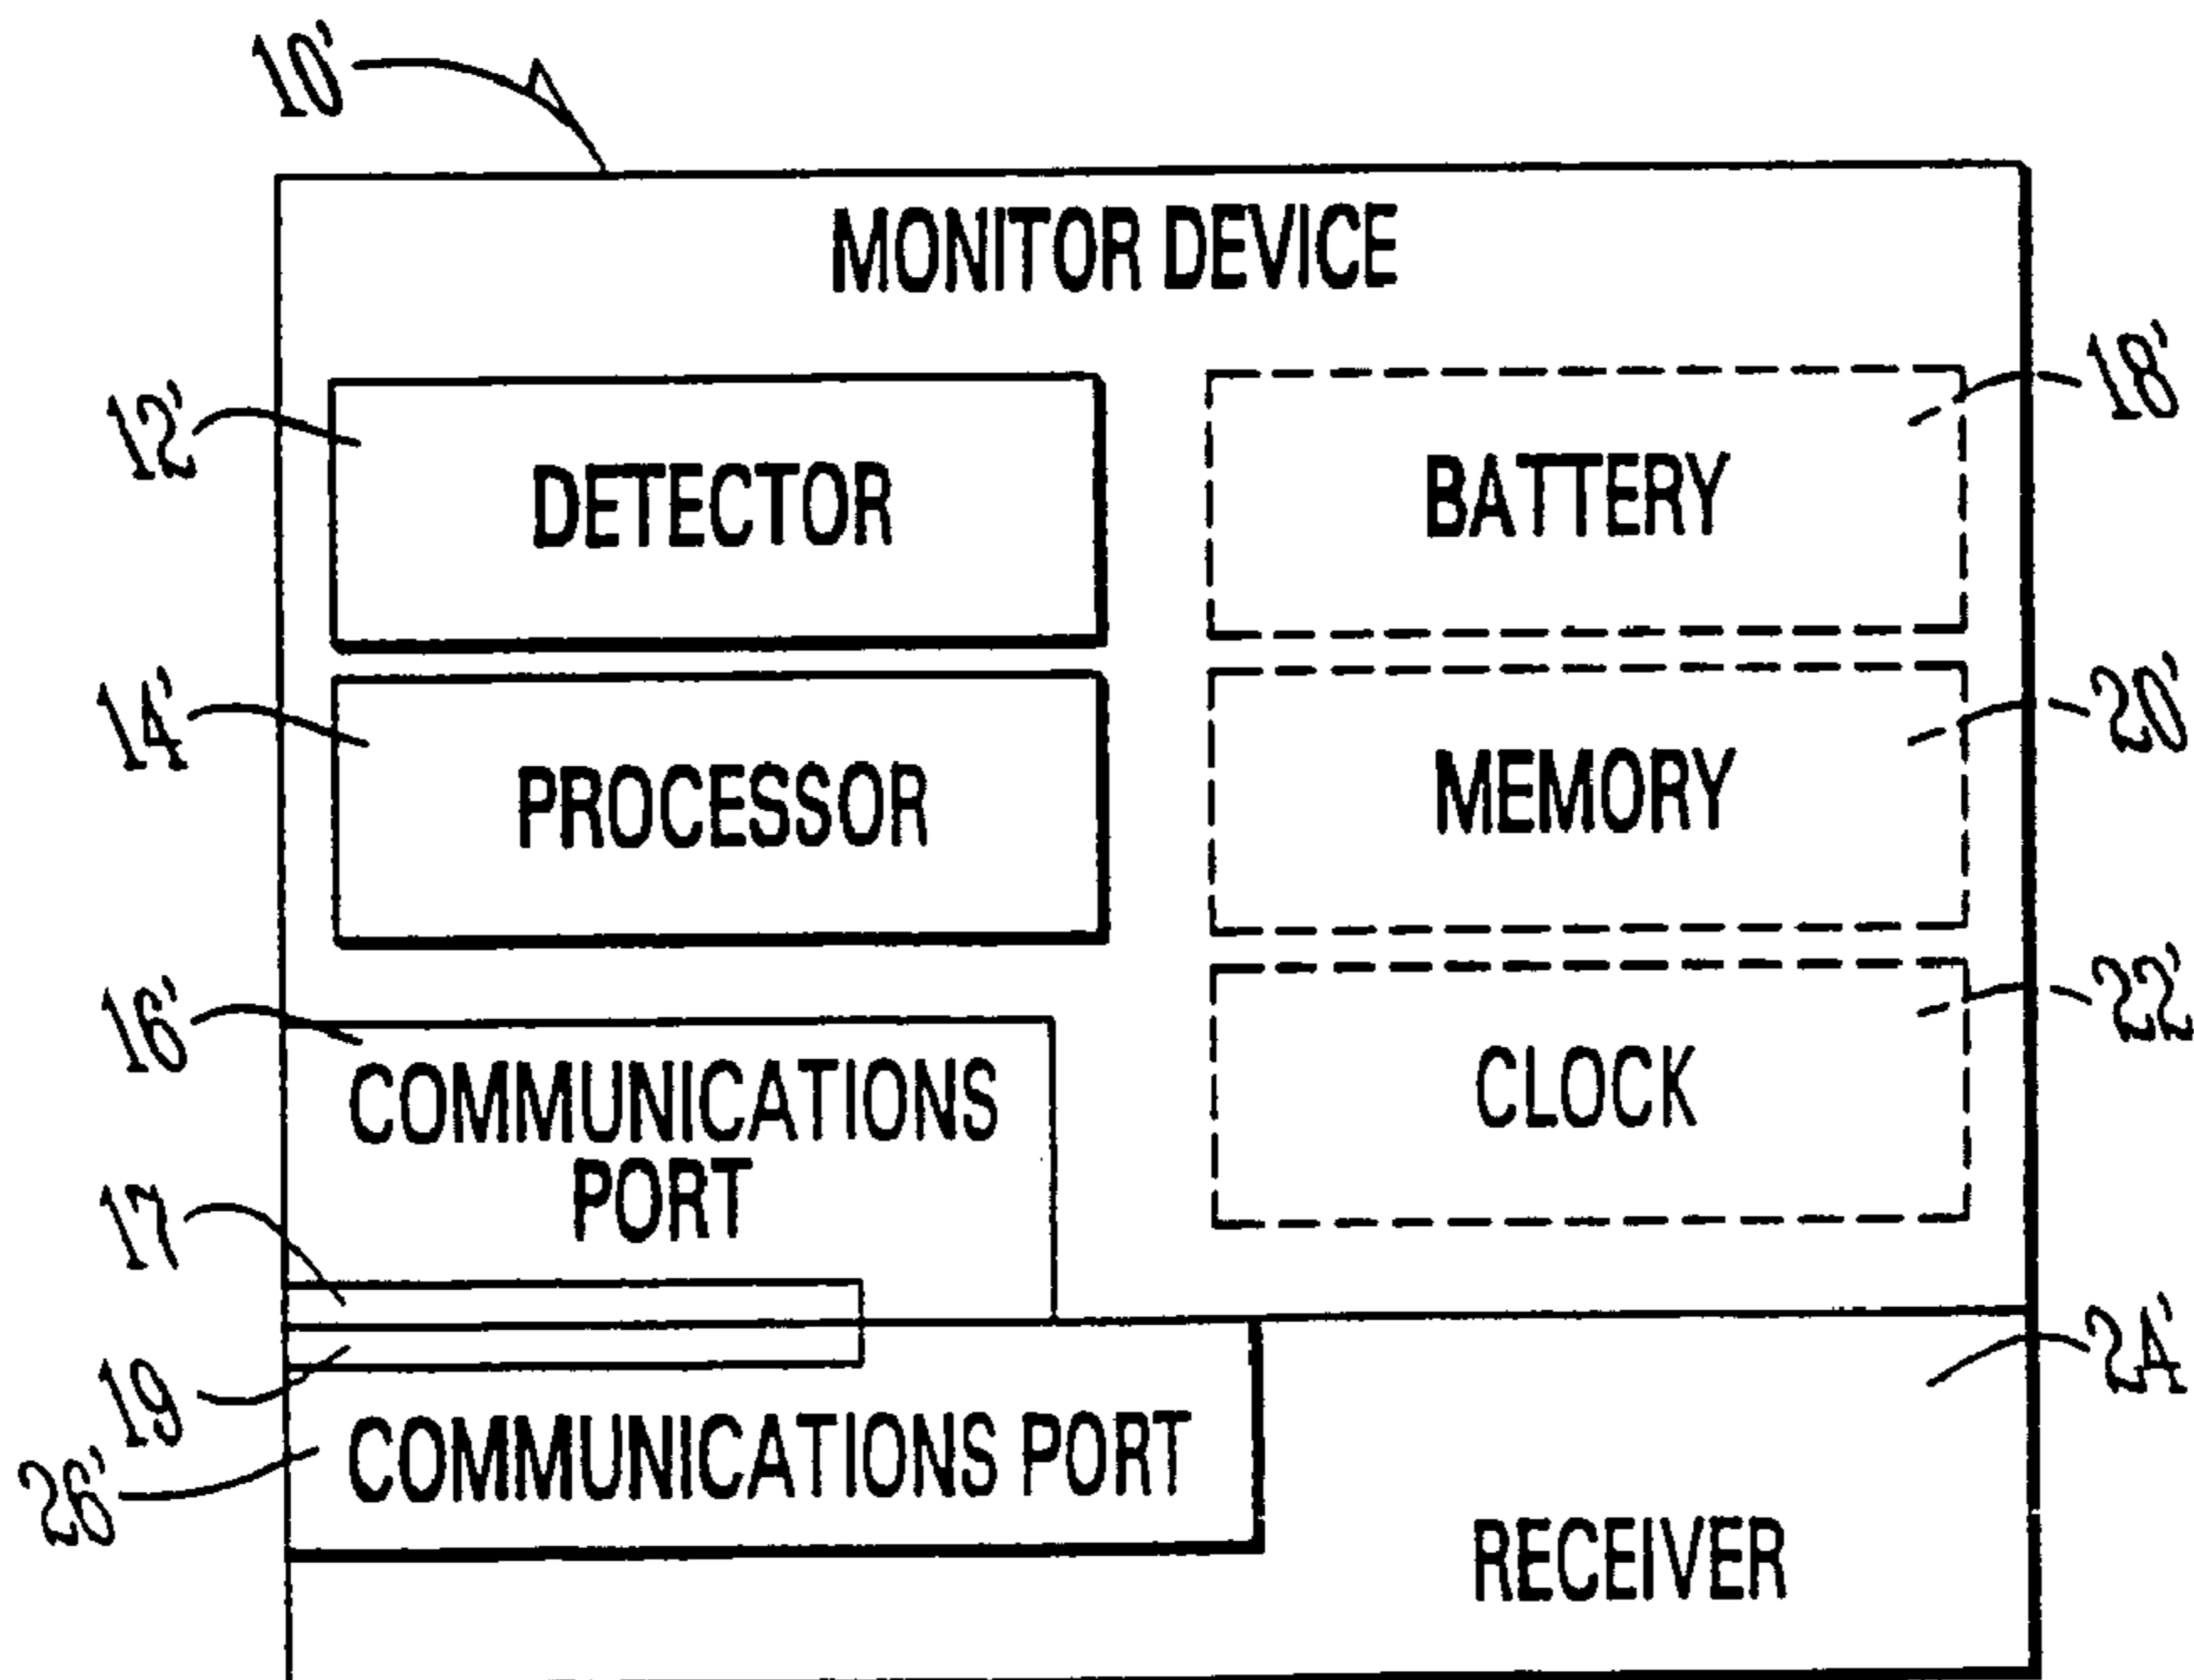 10'
MONITOR DEVICE
12'
DETECTOR
BATTERY
18'
14'
PROCESSOR
MEMORY
20'
16'
COMMUNICATIONS
PORT
CLOCK
22'
17
19
24'
26'
COMMUNICATIONS PORT
RECEIVER